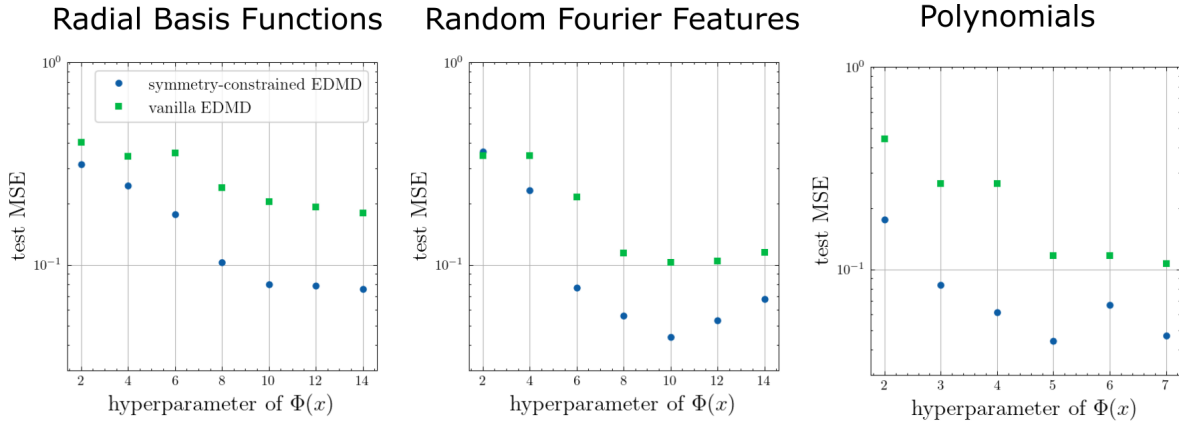 Radial Basis Functions
Random Fourier Features
Polynomials
10^0
10^{-1}
test MSE
symmetry-constrained EDMD
vanilla EDMD
2 4 6 8 10 12 14
hyperparameter of Φ(x)
10^0
10^{-1}
test MSE
2 4 6 8 10 12 14
hyperparameter of Φ(x)
10^0
10^{-1}
test MSE
2 3 4 5 6 7
hyperparameter of Φ(x)